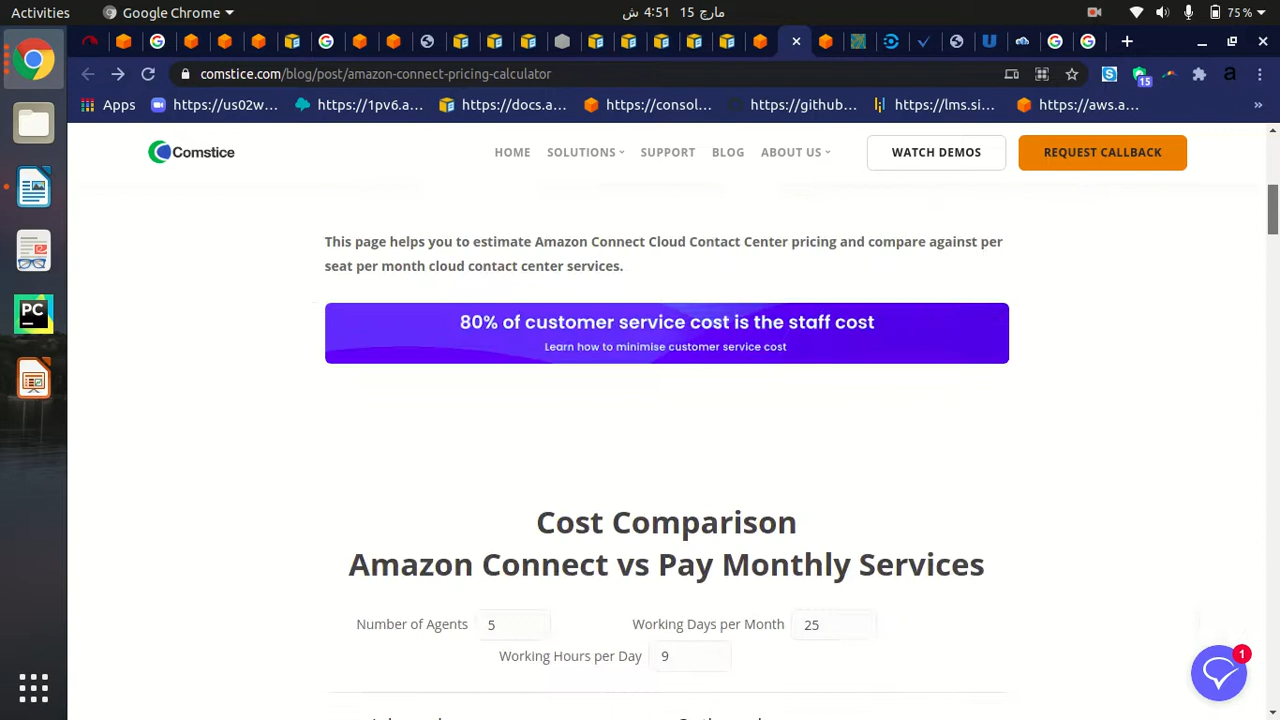 Activities
Google Chrome
مارچ 15 4:51 ش
75 %
comstice.com/blog/post/amazon-connect-pricing-calculator
15
a
Apps
https://us02w...
https://1pv6.a...
https://docs.a...
https://consol...
https://github...
https://lms.si...
https://aws.a...
»
Comstice
HOME
SOLUTIONS
SUPPORT
BLOG
ABOUT US
WATCH DEMOS
REQUEST CALLBACK
This page helps you to estimate Amazon Connect Cloud Contact Center pricing and compare against per
seat per month cloud contact center services.
80% of customer service cost is the staff cost
Learn how to minimise customer service cost
Cost Comparison
Amazon Connect vs Pay Monthly Services
Number of Agents 5
Working Days per Month 25
Working Hours per Day 9
1
PC